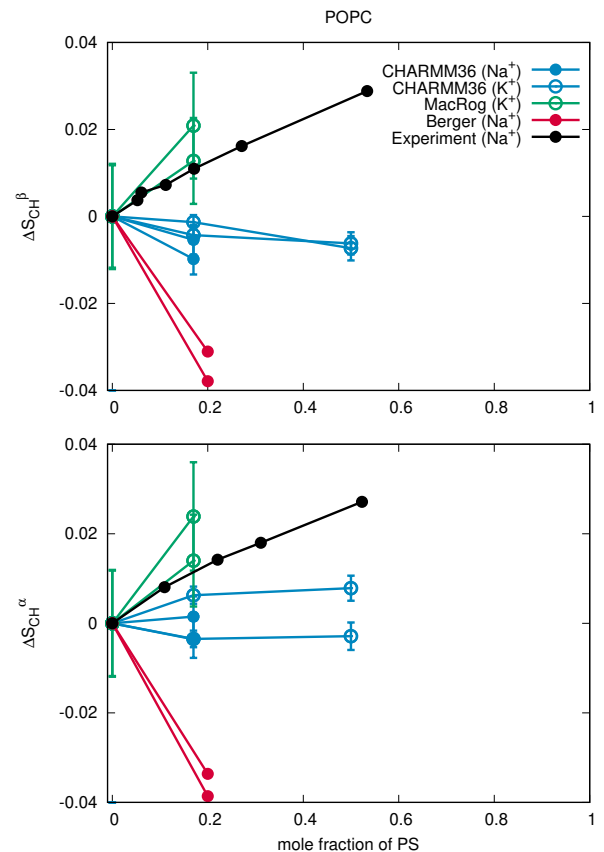 POPC
0.04
0.02
0
-0.02
-0.04
ΔS_CH^β
CHARMM36 (Na⁺)
CHARMM36 (K⁺)
MacRog (K⁺)
Berger (Na⁺)
Experiment (Na⁺)
0 0.2 0.4 0.6 0.8 1
0.04
0.02
0
-0.02
-0.04
ΔS_CH^α
0 0.2 0.4 0.6 0.8 1
mole fraction of PS